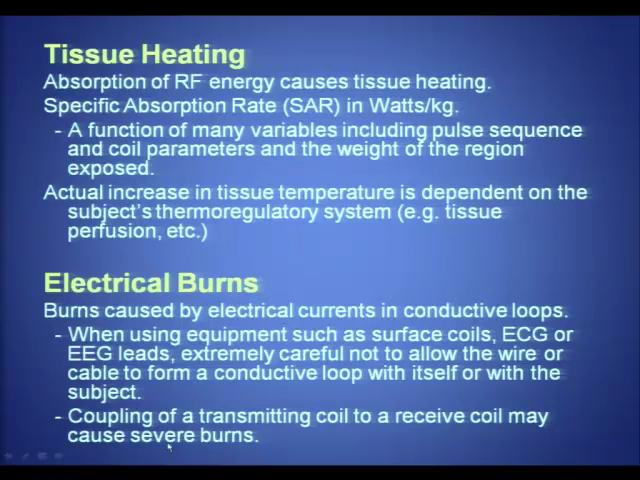 Tissue Heating
Absorption of RF energy causes tissue heating.
Specific Absorption Rate (SAR) in Watts/kg.
- A function of many variables including pulse sequence
and coil parameters and the weight of the region
exposed.
Actual increase in tissue temperature is dependent on the
subject's thermoregulatory system (e.g. tissue
perfusion, etc.)
Electrical Burns
Burns caused by electrical currents in conductive loops.
- When using equipment such as surface coils, ECG or
EEG leads, extremely careful not to allow the wire or
cable to form a conductive loop with itself or with the
subject.
- Coupling of a transmitting coil to a receive coil may
cause severe burns.